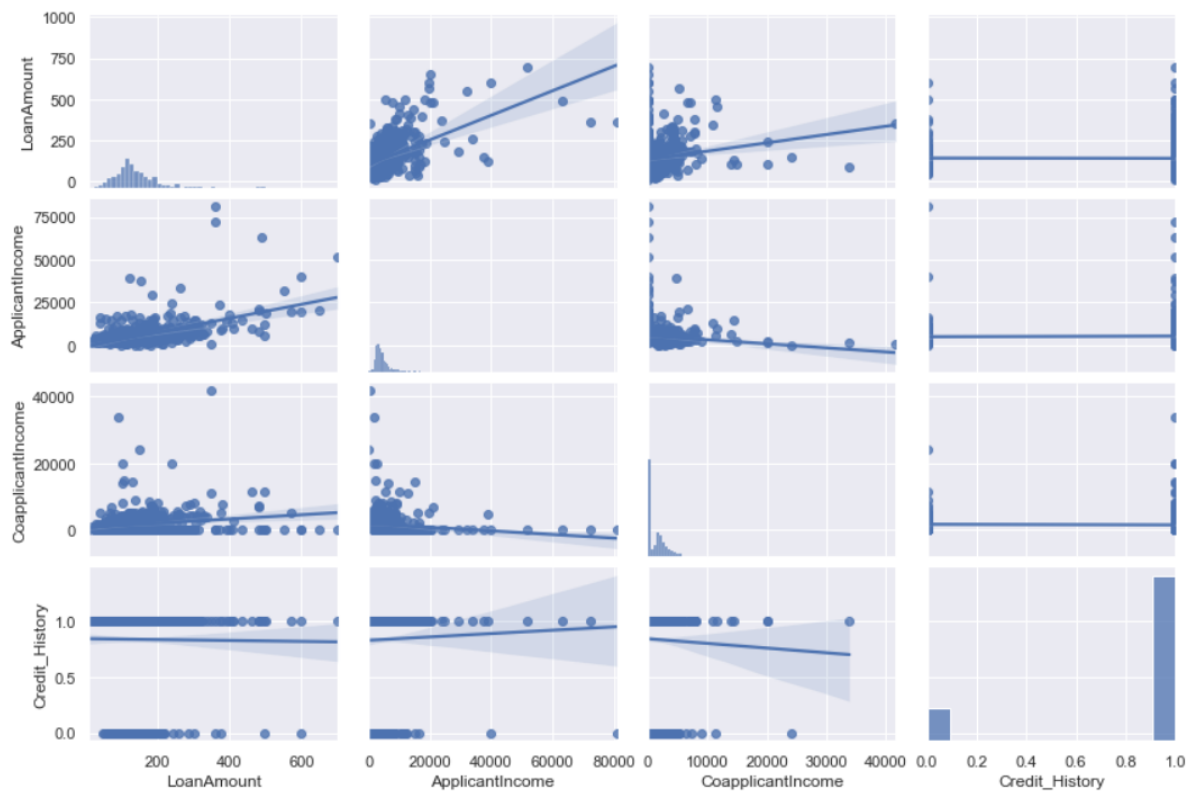 1000
750
500
250
0
LoanAmount
75000
50000
25000
0
ApplicantIncome
40000
20000
0
CoapplicantIncome
1.0
0.5
0.0
Credit_History
200 400 600
0 20000 40000 60000 80000
0 10000 20000 30000 40000
0.0 0.2 0.4 0.6 0.8 1.0
LoanAmount
ApplicantIncome
CoapplicantIncome
Credit_History